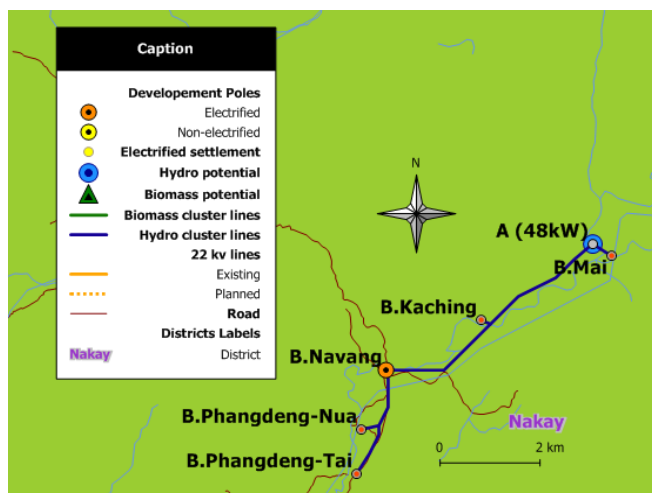 Caption
Developement Poles
Electrified
Non-electrified
Electrified settlement
Hydro potential
Biomass potential
Biomass cluster lines
Hydro cluster lines
22 kv lines
Existing
Planned
Road
Districts Labels
Nakay District
N
A (48kW)
B.Mai
B.Kaching
B.Navang
B.Phangdeng-Nua
Nakay
B.Phangdeng-Tai
0 2 km